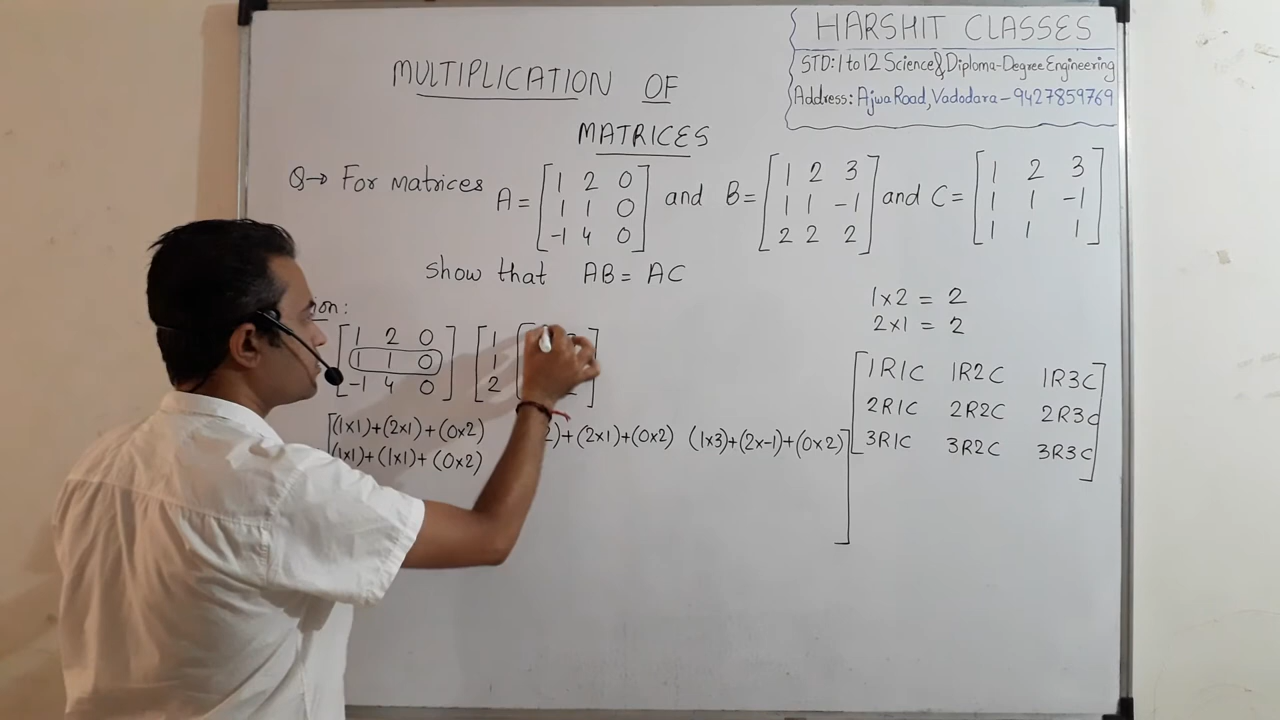 HARSHIT CLASSES
STD: 1 to 12 Science & Diploma-Degree Engineering
Address: Ajwa Road, Vadodara – 9427859769
MULTIPLICATION OF
MATRICES
Q→ For matrices A = [1 2 0 and B = [1 2 3 and C = [1 2 3
1 1 0 1 1 -1 1 1 -1
-1 4 0] 2 2 2] 1 1 1]
show that AB = AC
on:
1×2 = 2
2×1 = 2
[1 2 0 [1
1 1 0 1
-1 4 0] 2 ]
[1R1C 1R2C 1R3C
2R1C 2R2C 2R3C
3R1C 3R2C 3R3C]
[(1×1)+(2×1)+(0×2) 2)+(2×1)+(0×2) (1×3)+(2×-1)+(0×2)
(1×1)+(1×1)+(0×2) ]